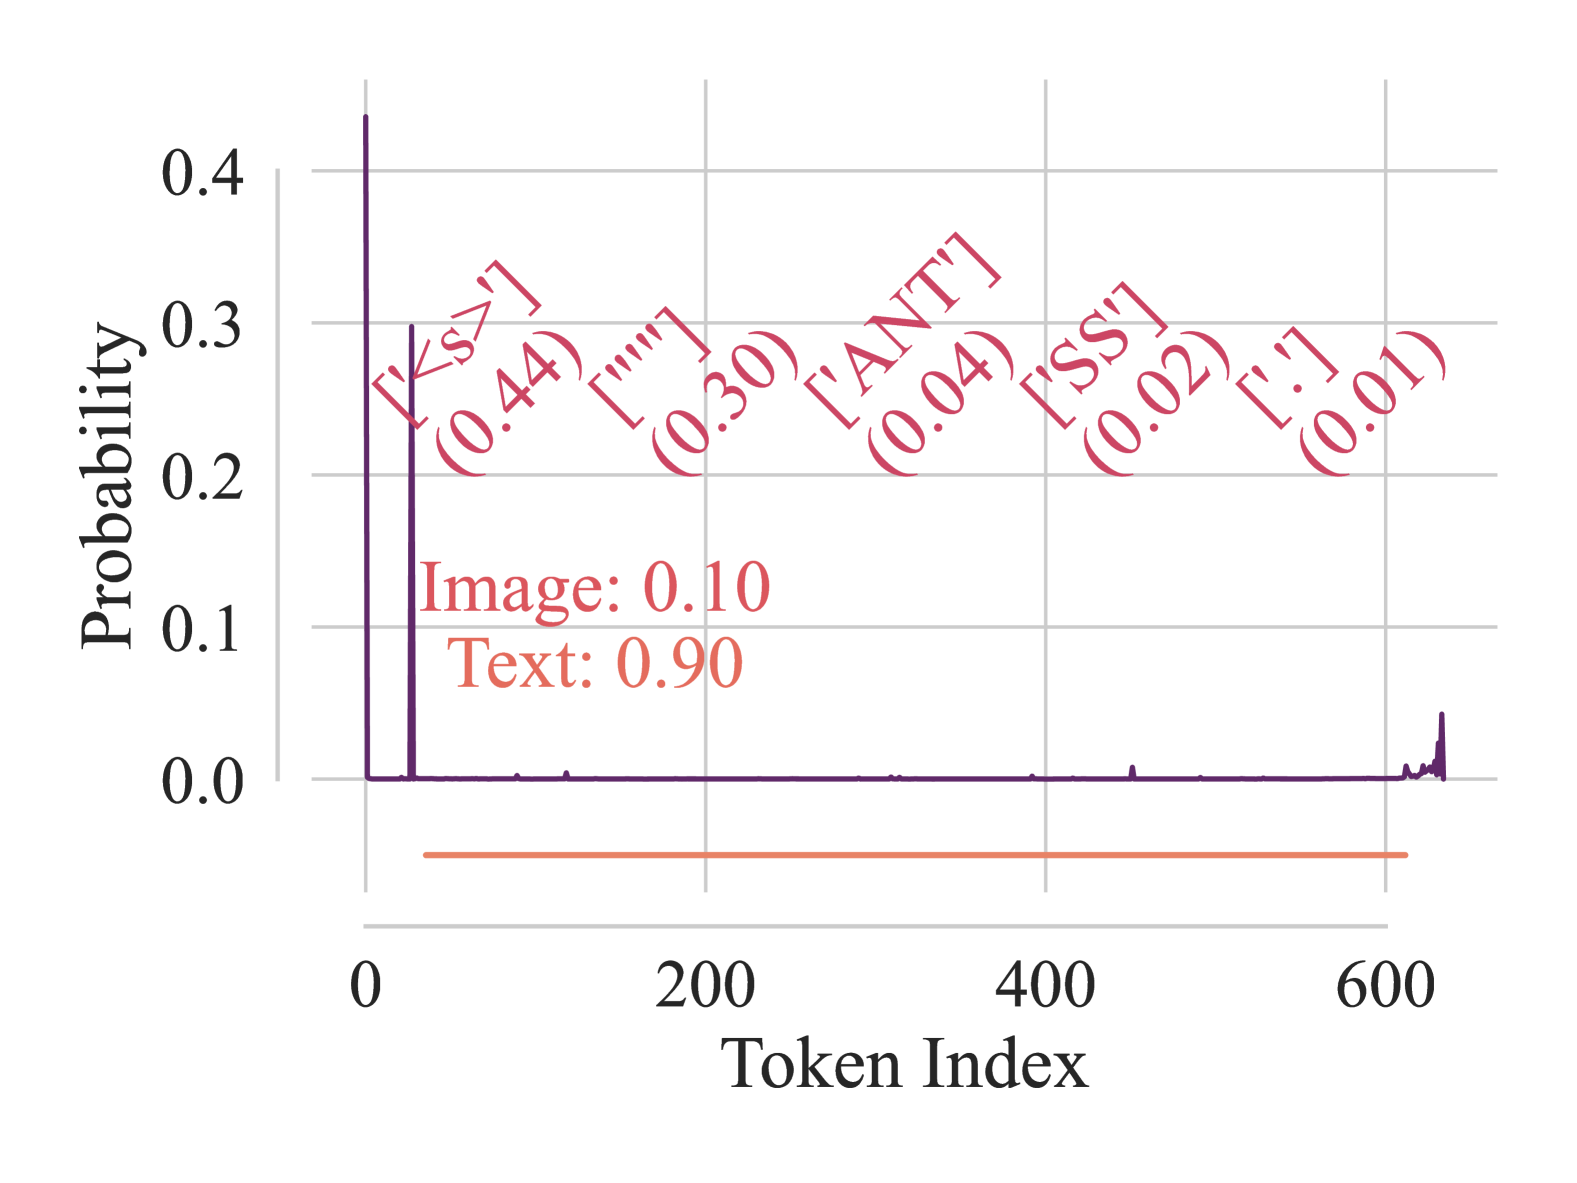 Probability
0.4
0.3
0.2
0.1
0.0
['<s>']
(0.44)
['""']
(0.30)
['ANT']
(0.04)
['SS']
(0.02)
['.']
(0.01)
Image: 0.10
Text: 0.90
0 200 400 600
Token Index